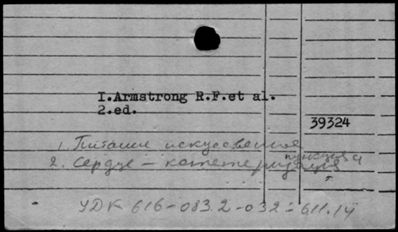 I.Armstrong R.F.et al.
2.ed.
39324
1. Питание искусственное
2. Сердце – катетеризация
пункция
УДК 616-083.2-032:611.14